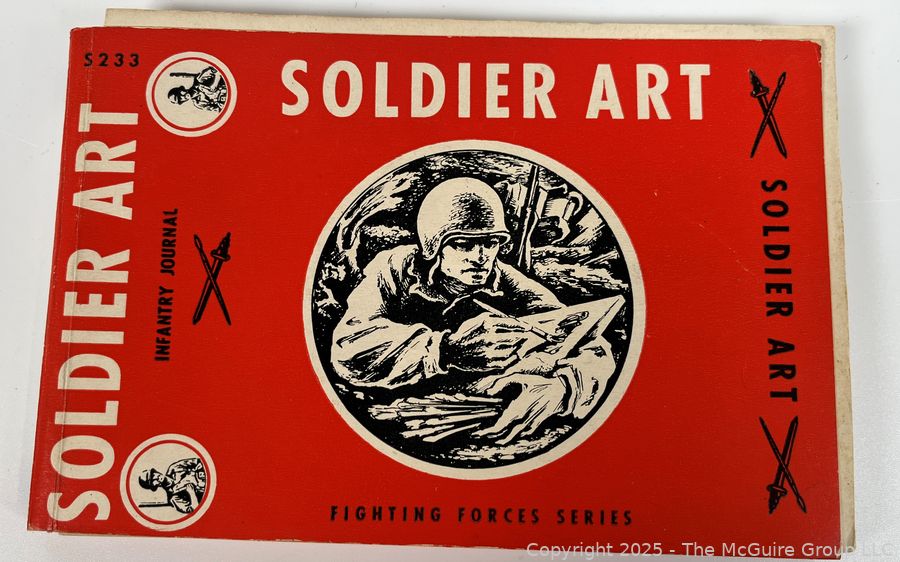 S233
SOLDIER ART
INFANTRY JOURNAL
SOLDIER ART
SOLDIER ART
FIGHTING FORCES SERIES
Copyright 2025 - The McGuire Group LLC